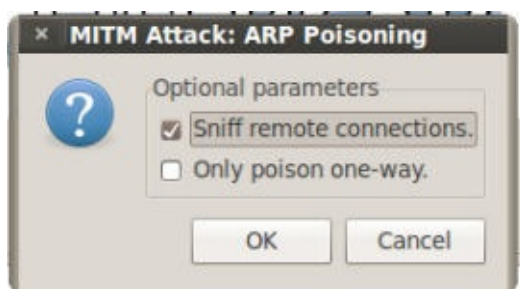 × MITM Attack: ARP Poisoning
?
Optional parameters
Sniff remote connections.
Only poison one-way.
OK Cancel